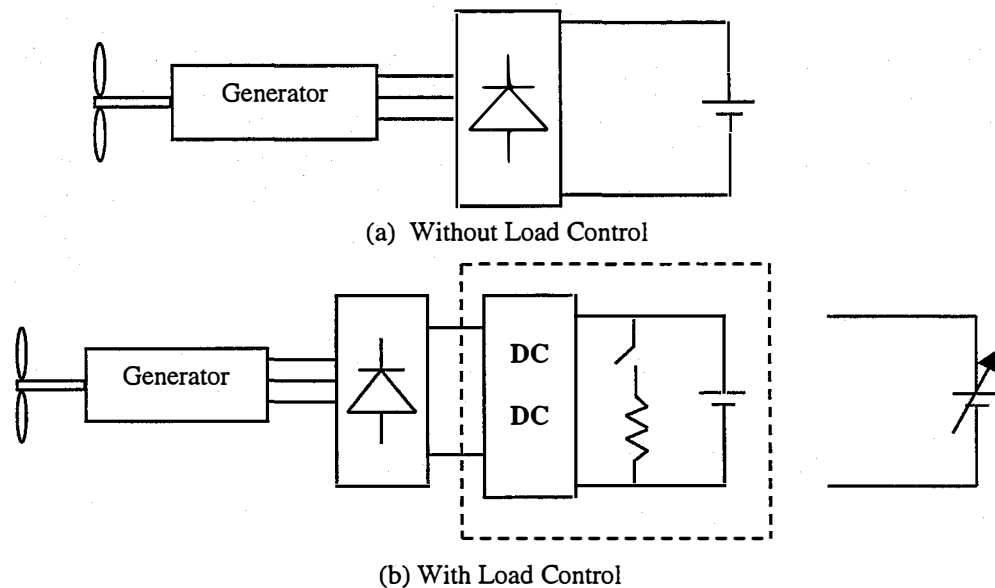 Generator
(a) Without Load Control
Generator
DC
DC
(b) With Load Control